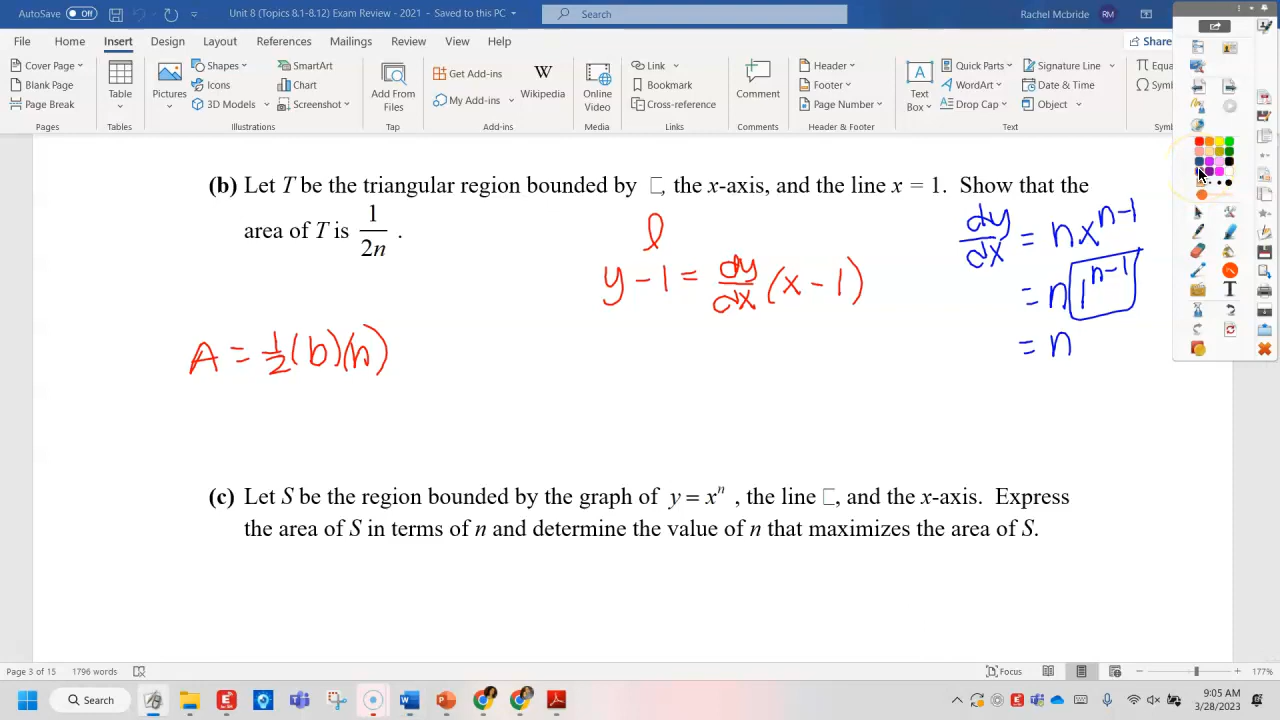 AutoSave Off Unit 8 (Topics 8.1-8-12) Exam Review - 2021 - Saved to this PC Search Rachel Mcbride RM
File Home Insert Design Layout References Mailings Review View Help Share
Cover Page Blank Page Page Break Table Pictures Shapes Icons 3D Models SmartArt Chart Screenshot Add From Files Get Add-ins My Add-ins Wikipedia Online Video Link Bookmark Cross-reference Comment Header Footer Page Number Text Box Quick Parts WordArt Drop Cap Signature Line Date & Time Object Equa Symb
Pages Tables Illustrations Tap Add-ins Media Links Comments Header & Footer Text Syml
(b) Let T be the triangular region bounded by □, the x-axis, and the line x = 1. Show that the
area of T is 1/2n .
l
y - 1 = dy/dx (x - 1)
dy/dx = nx^n-1
= n 1^n-1
= n
A = 1/2 (b)(h)
(c) Let S be the region bounded by the graph of y = xⁿ , the line □, and the x-axis. Express
the area of S in terms of n and determine the value of n that maximizes the area of S.
Page 3 of 15 1796 words Focus 177%
Search 9:05 AM
3/28/2023